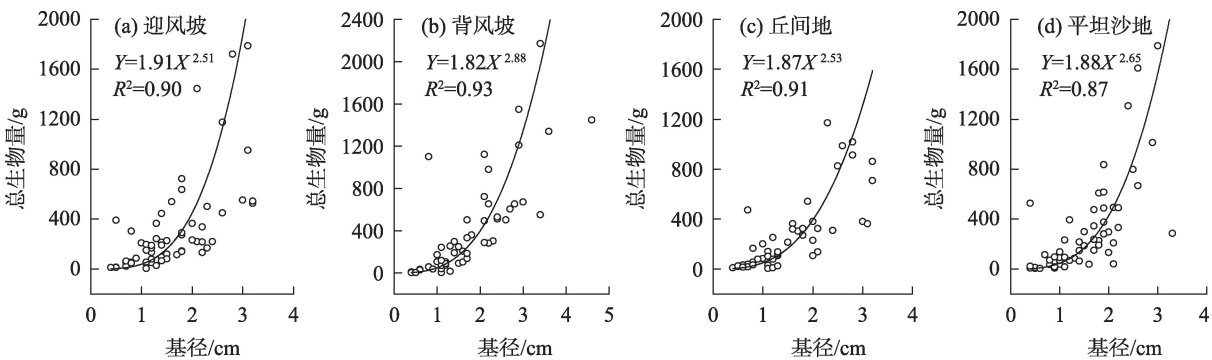 (a) 迎风坡
Y=1.91X^2.51
R²=0.90
总生物量/g
2000
1600
1200
800
400
0
0 1 2 3 4
基径/cm
(b) 背风坡
Y=1.82X^2.88
R²=0.93
总生物量/g
2400
2000
1600
1200
800
400
0
0 1 2 3 4 5
基径/cm
(c) 丘间地
Y=1.87X^2.53
R²=0.91
总生物量/g
2000
1600
1200
800
400
0
0 1 2 3 4
基径/cm
(d) 平坦沙地
Y=1.88X^2.65
R²=0.87
总生物量/g
2000
1600
1200
800
400
0
0 1 2 3 4
基径/cm